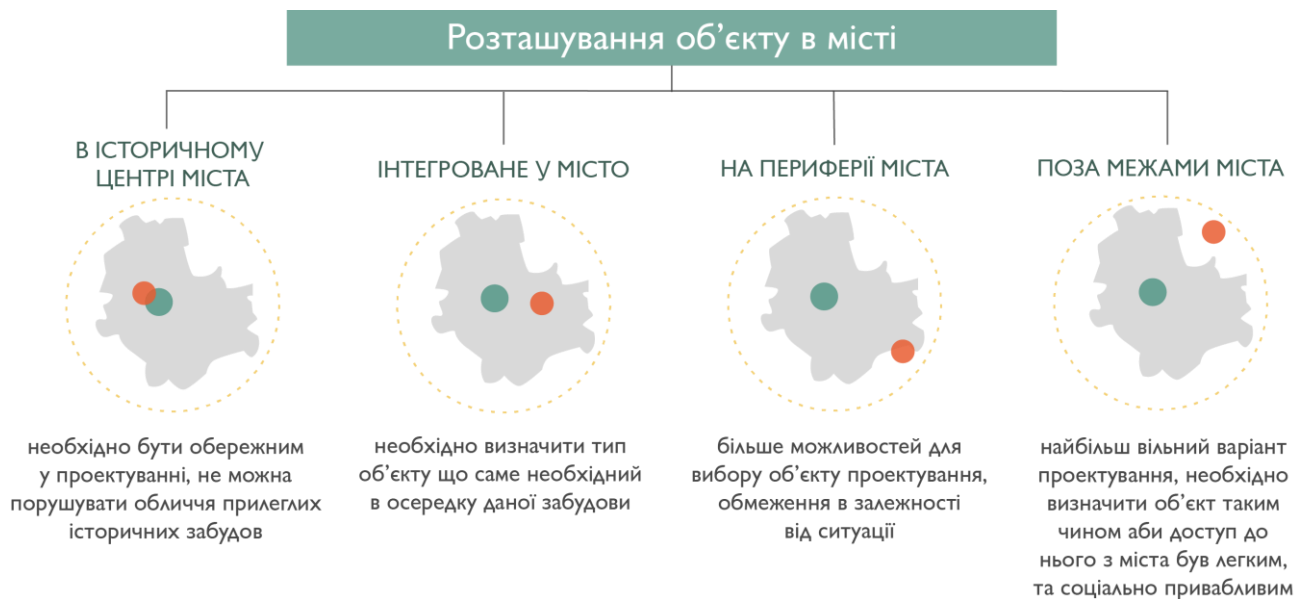 Розташування об’єкту в місті
В ІСТОРИЧНОМУ
ЦЕНТРІ МІСТА
необхідно бути обережним
у проектуванні, не можна
порушувати обличчя прилеглих
історичних забудов
ІНТЕГРОВАНЕ У МІСТО
необхідно визначити тип
об’єкту що саме необхідний
в осередку даної забудови
НА ПЕРИФЕРІЇ МІСТА
більше можливостей для
вибору об’єкту проектування,
обмеження в залежності
від ситуації
ПОЗА МЕЖАМИ МІСТА
найбільш вільний варіант
проектування, необхідно
визначити об’єкт таким
чином аби доступ до
нього з міста був легким,
та соціально привабливим